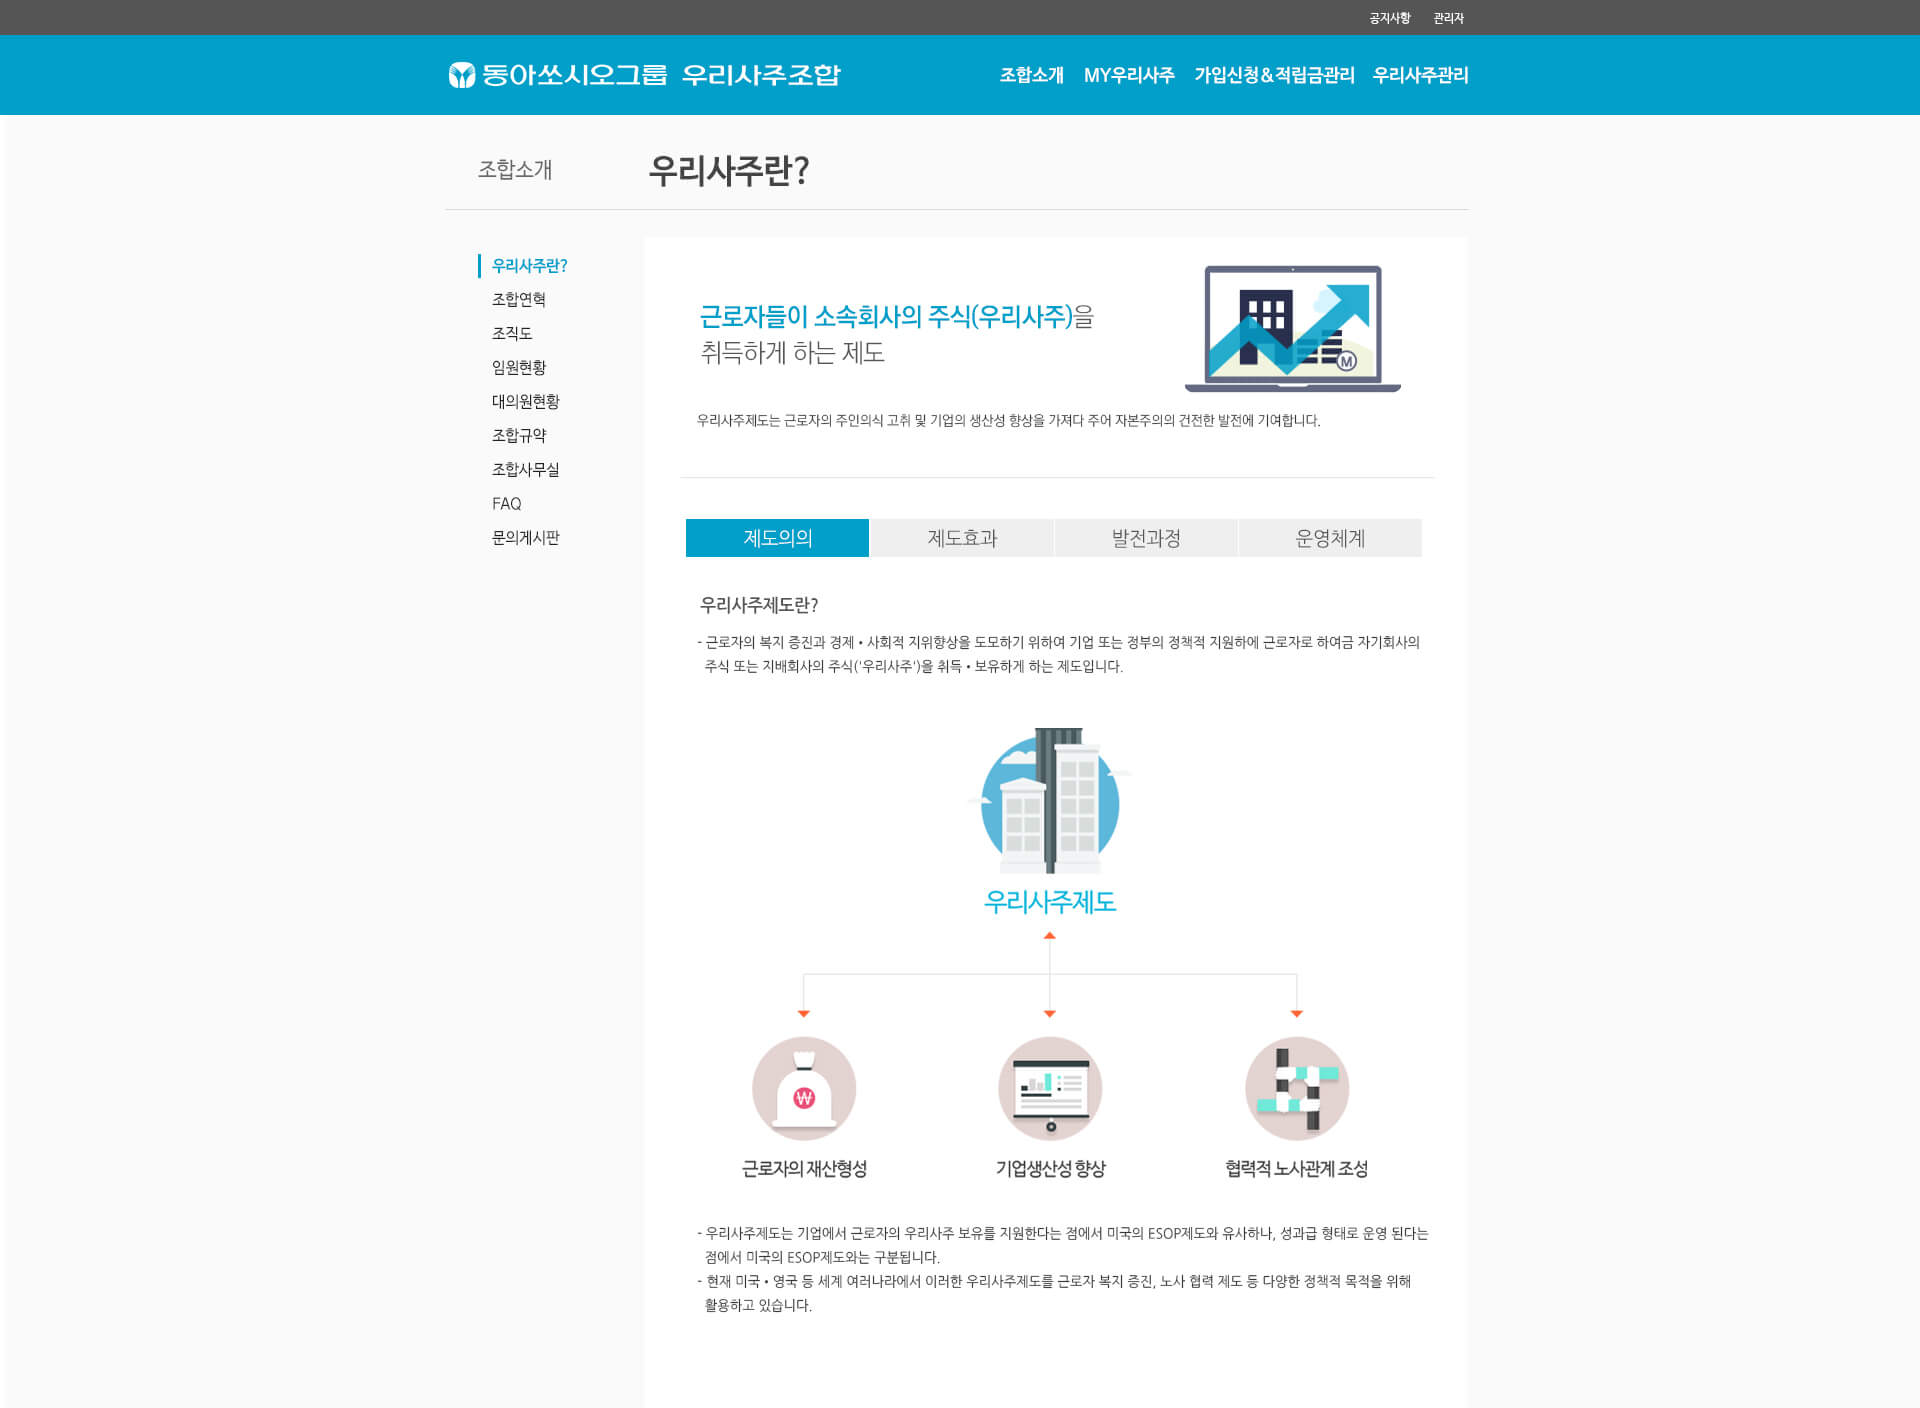 공지사항 관리자
동아쏘시오그룹 우리사주조합
조합소개 MY우리사주 가입신청&적립금관리 우리사주관리
조합소개
우리사주란?
우리사주란?
조합연혁
조직도
임원현황
대의원현황
조합규약
조합사무실
FAQ
문의게시판
근로자들이 소속회사의 주식(우리사주)을
취득하게 하는 제도
M
우리사주제도는 근로자의 주인의식 고취 및 기업의 생산성 향상을 가져다 주어 자본주의의 건전한 발전에 기여합니다.
제도의의 제도효과 발전과정 운영체계
우리사주제도란?
- 근로자의 복지 증진과 경제 • 사회적 지위향상을 도모하기 위하여 기업 또는 정부의 정책적 지원하에 근로자로 하여금 자기회사의
주식 또는 지배회사의 주식('우리사주')을 취득 • 보유하게 하는 제도입니다.
우리사주제도
₩
근로자의 재산형성 기업생산성 향상 협력적 노사관계 조성
- 우리사주제도는 기업에서 근로자의 우리사주 보유를 지원한다는 점에서 미국의 ESOP제도와 유사하나, 성과급 형태로 운영 된다는
점에서 미국의 ESOP제도와는 구분됩니다.
- 현재 미국 • 영국 등 세계 여러나라에서 이러한 우리사주제도를 근로자 복지 증진, 노사 협력 제도 등 다양한 정책적 목적을 위해
활용하고 있습니다.